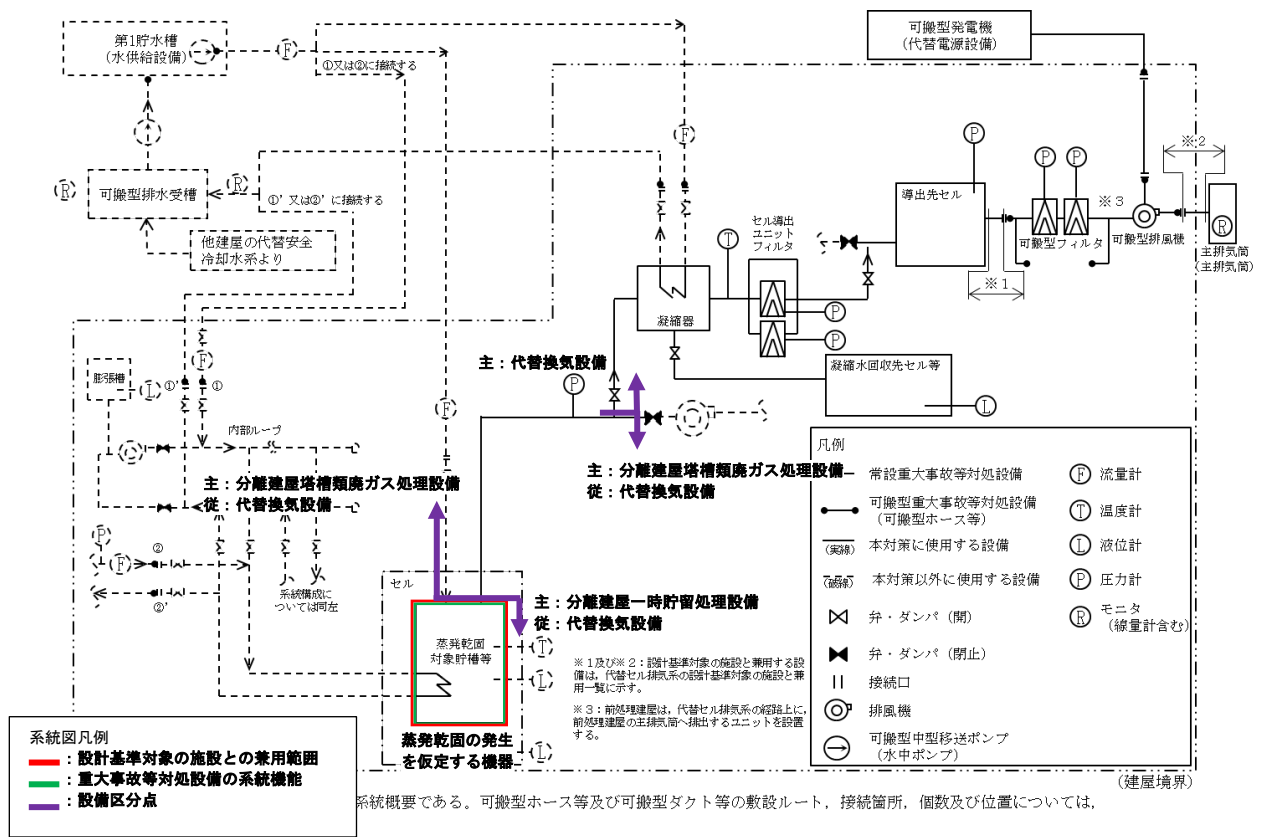 第1貯水槽
(水供給設備)
F
①又は②に接続する
可搬型発電機
(代替電源設備)
R
可搬型排水受槽
R
①’又は②’に接続する
他建屋の代替安全
冷却水系より
F
P
P
P
※2
導出先セル
※3
可搬型フィルタ
可搬型排風機
R
主排気筒
(主排気筒)
※1
セル導出
ユニット
フィルタ
T
凝縮器
P
P
凝縮水回収先セル等
L
主：代替換気設備
P
F
膨張槽
L
①’
①
F
内部ループ
主：分離建屋塔槽類廃ガス処理設備
従：代替換気設備
主：分離建屋塔槽類廃ガス処理設備
従：代替換気設備
P
F
②
②’
系統構成に
ついては同左
セル
主：分離建屋一時貯留処理設備
従：代替換気設備
蒸発乾固
対象貯槽等
T
L
L
蒸発乾固の発生
を仮定する機器
※1及び※2：設計基準対象の施設と兼用する設
備は，代替セル排気系の設計基準対象の施設と兼
用一覧に示す。
※3：前処理建屋は，代替セル排気系の経路上に，
前処理建屋の主排気筒へ排出するユニットを設置
する。
凡例
常設重大事故等対処設備
可搬型重大事故等対処設備
(可搬型ホース等)
(実線)
本対策に使用する設備
(破線)
本対策以外に使用する設備
弁・ダンパ（開）
弁・ダンパ（閉止）
接続口
排風機
可搬型中型移送ポンプ
(水中ポンプ)
F 流量計
T 温度計
L 液位計
P 圧力計
R モニタ
(線量計含む)
(建屋境界)
系統図凡例
：設計基準対象の施設との兼用範囲
：重大事故等対処設備の系統機能
：設備区分点
系統概要である。可搬型ホース等及び可搬型ダクト等の敷設ルート，接続箇所，個数及び位置については，